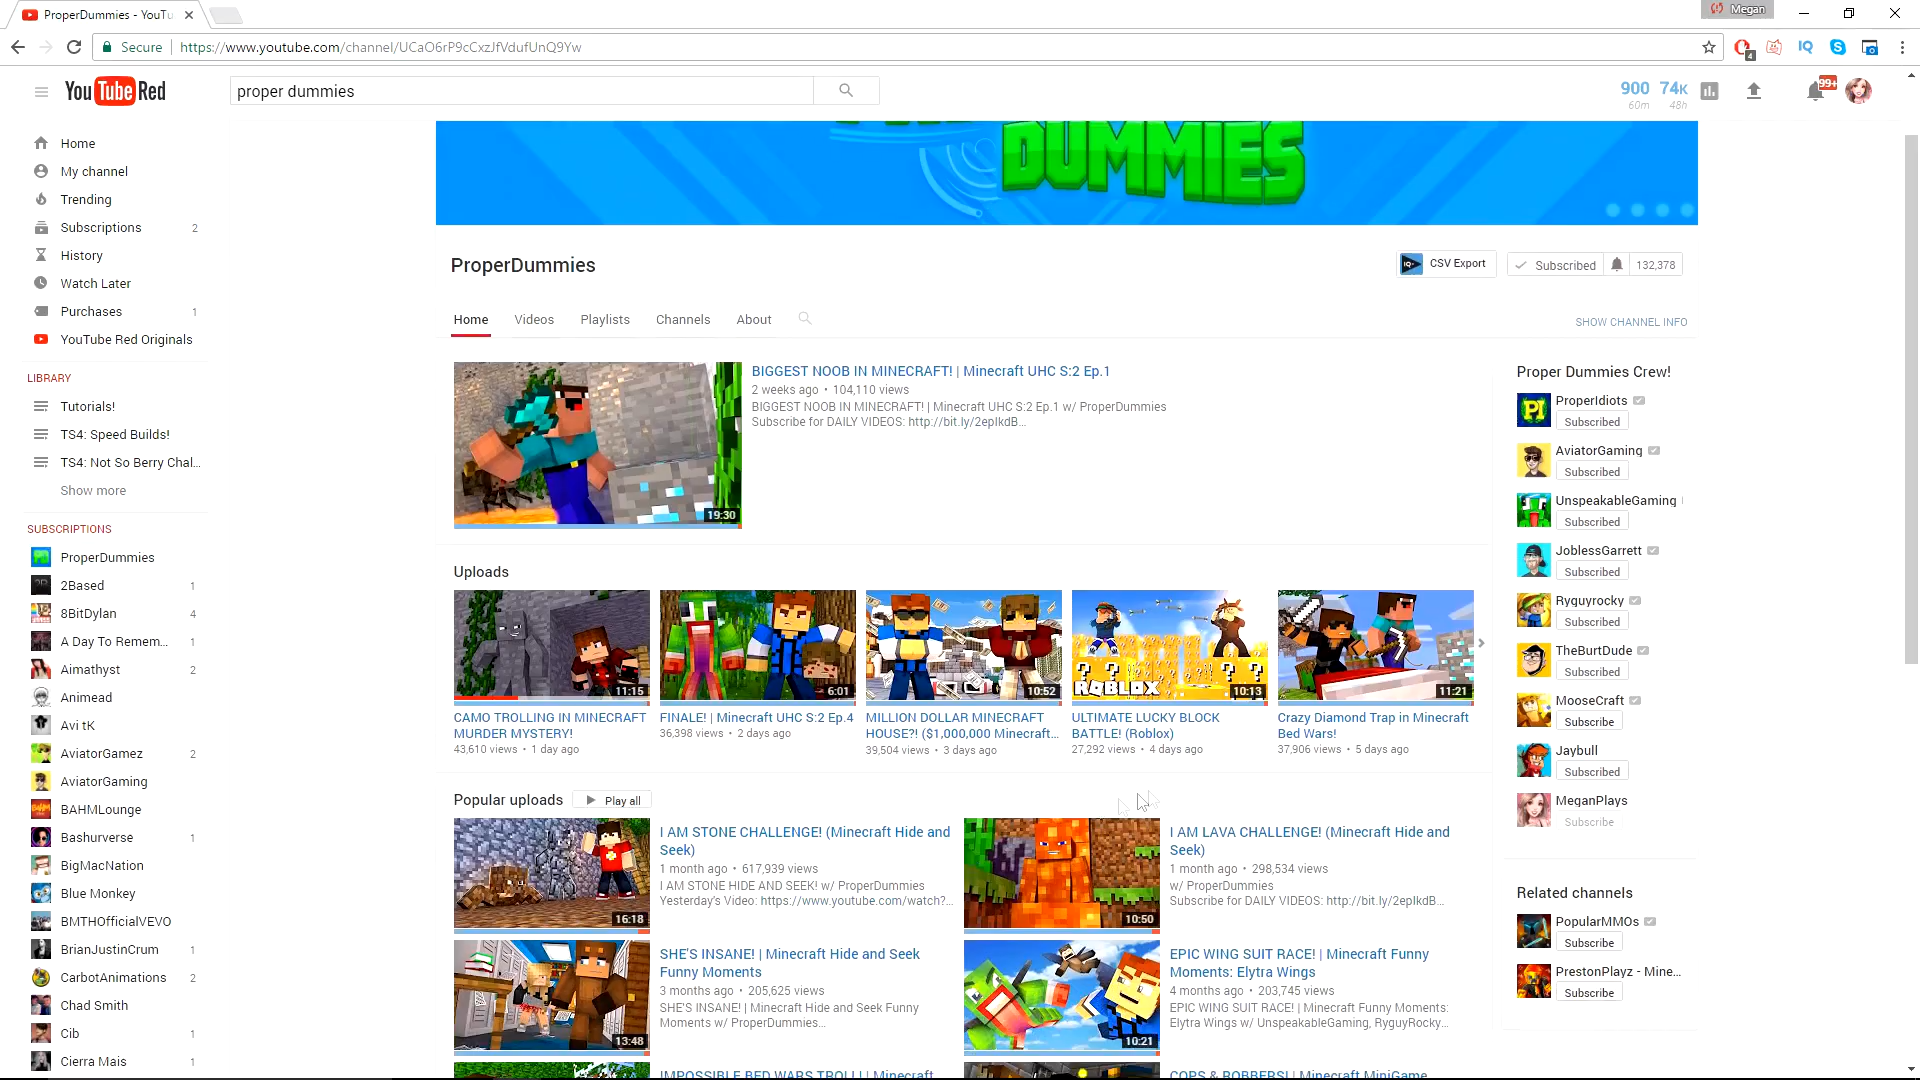 ProperDummies - YouTu
Megan
Secure
https://www.youtube.com/channel/UCaO6rP9cCxzJfVdufUnQ9Yw
4
IQ
YouTube Red
proper dummies
900
60m
74K
48h
99+
Home
My channel
Trending
Subscriptions 2
History
Watch Later
Purchases 1
YouTube Red Originals
LIBRARY
Tutorials!
TS4: Speed Builds!
TS4: Not So Berry Chal...
Show more
SUBSCRIPTIONS
ProperDummies
2Based 1
8BitDylan 4
A Day To Remem... 1
Aimathyst 2
Animead
Avi tK
AviatorGamez 2
AviatorGaming
BAHMLounge
Bashurverse 1
BigMacNation
Blue Monkey
BMTHOfficialVEVO
BrianJustinCrum 1
CarbotAnimations 2
Chad Smith
Cib 1
Cierra Mais 1
DUMMIES
ProperDummies
CSV Export
Subscribed
132,378
Home Videos Playlists Channels About
SHOW CHANNEL INFO
19:30
BIGGEST NOOB IN MINECRAFT! | Minecraft UHC S:2 Ep.1
2 weeks ago • 104,110 views
BIGGEST NOOB IN MINECRAFT! | Minecraft UHC S:2 Ep.1 w/ ProperDummies
Subscribe for DAILY VIDEOS: http://bit.ly/2epIkdB...
Uploads
11:15
CAMO TROLLING IN MINECRAFT
MURDER MYSTERY!
43,610 views • 1 day ago
6:01
FINALE! | Minecraft UHC S:2 Ep.4
36,398 views • 2 days ago
10:52
MILLION DOLLAR MINECRAFT
HOUSE?! ($1,000,000 Minecraft...
39,504 views • 3 days ago
ROBLOX
10:13
ULTIMATE LUCKY BLOCK
BATTLE! (Roblox)
27,292 views • 4 days ago
11:21
Crazy Diamond Trap in Minecraft
Bed Wars!
37,906 views • 5 days ago
Popular uploads
Play all
16:18
I AM STONE CHALLENGE! (Minecraft Hide and
Seek)
1 month ago • 617,939 views
I AM STONE HIDE AND SEEK! w/ ProperDummies
Yesterday's Video: https://www.youtube.com/watch?...
10:50
I AM LAVA CHALLENGE! (Minecraft Hide and
Seek)
1 month ago • 298,534 views
w/ ProperDummies
Subscribe for DAILY VIDEOS: http://bit.ly/2epIkdB...
13:48
SHE'S INSANE! | Minecraft Hide and Seek
Funny Moments
3 months ago • 205,625 views
SHE'S INSANE! | Minecraft Hide and Seek Funny
Moments w/ ProperDummies...
10:21
EPIC WING SUIT RACE! | Minecraft Funny
Moments: Elytra Wings
4 months ago • 203,745 views
EPIC WING SUIT RACE! | Minecraft Funny Moments:
Elytra Wings w/ UnspeakableGaming, RyguyRocky...
IMPOSSIBLE BED WARS TROLL! | Minecraft
COPS & ROBBERS! | Minecraft MiniGame
Proper Dummies Crew!
ProperIdiots
Subscribed
AviatorGaming
Subscribed
UnspeakableGaming
Subscribed
JoblessGarrett
Subscribed
Ryguyrocky
Subscribed
TheBurtDude
Subscribed
MooseCraft
Subscribe
Jaybull
Subscribed
MeganPlays
Subscribe
Related channels
PopularMMOs
Subscribe
PrestonPlayz - Mine...
Subscribe